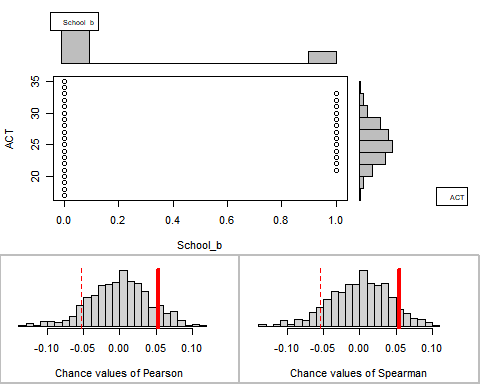 School_b
35
30
25
20
ACT
0.0 0.2 0.4 0.6 0.8 1.0
School_b
ACT
-0.10 -0.05 0.00 0.05 0.10
Chance values of Pearson
-0.10 -0.05 0.00 0.05 0.10
Chance values of Spearman